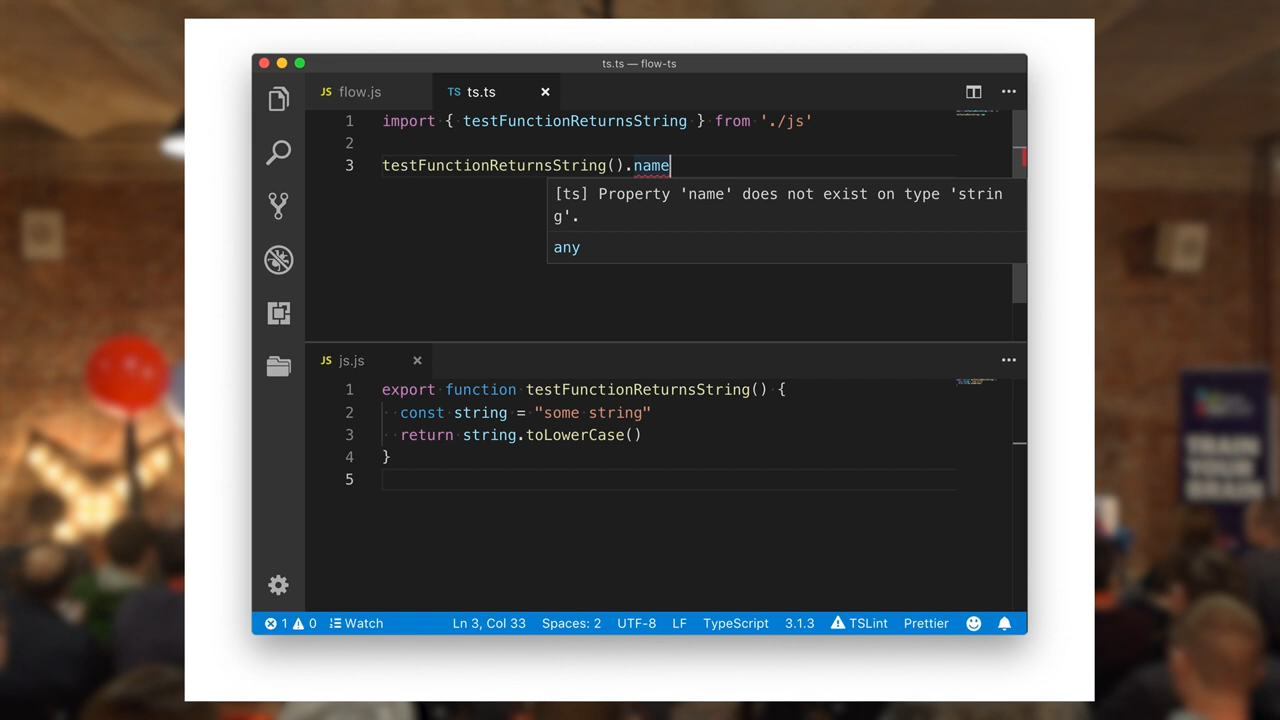 ts.ts — flow-ts
JS flow.js
TS ts.ts
1 import { testFunctionReturnsString } from './js'
2
3 testFunctionReturnsString().name
[ts] Property 'name' does not exist on type 'strin
g'.
any
JS js.js
1 export function testFunctionReturnsString() {
2 const string = "some string"
3 return string.toLowerCase()
4 }
5
1 0 Watch Ln 3, Col 33 Spaces: 2 UTF-8 LF TypeScript 3.1.3 TSLint Prettier
TRAIN
YOUR
BRAIN